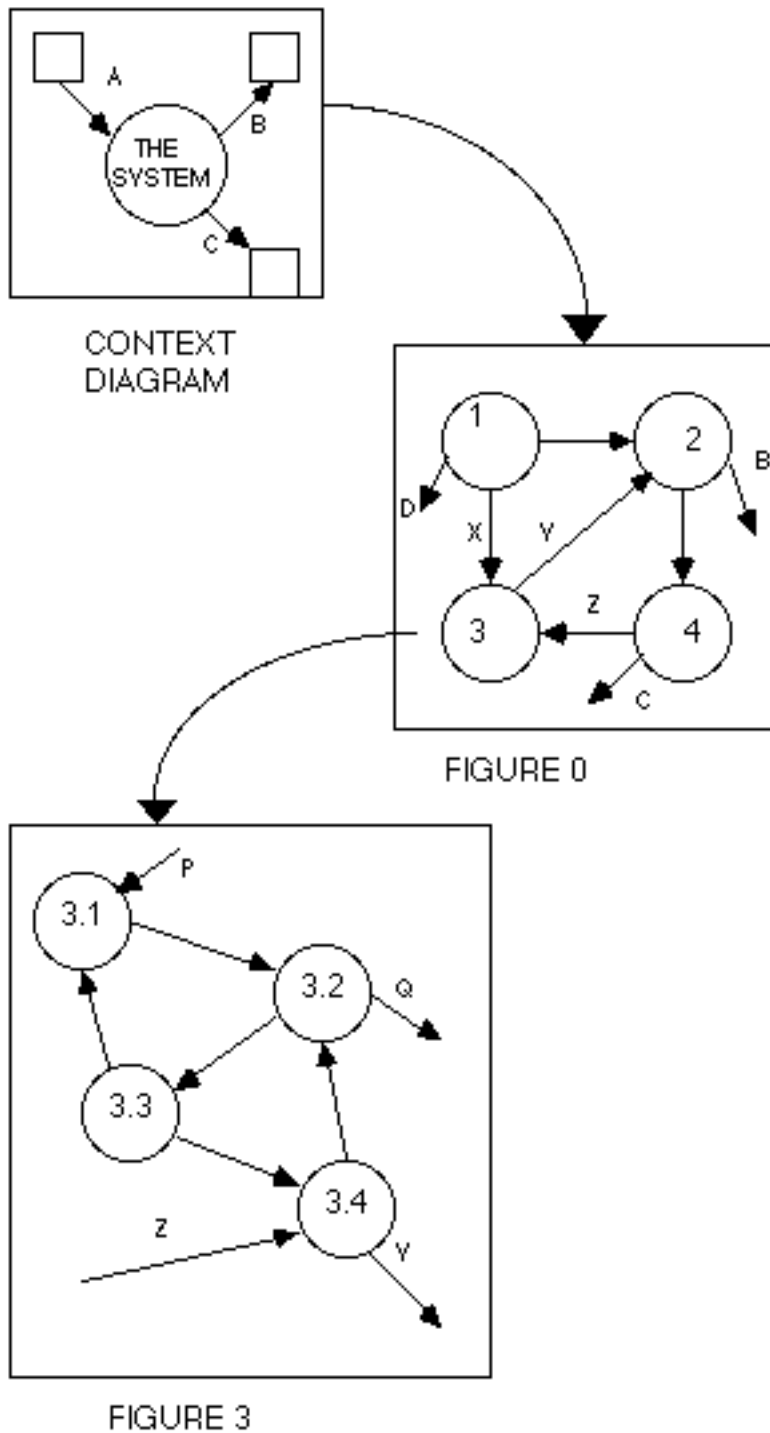 A
B
THE
SYSTEM
C
CONTEXT
DIAGRAM
1
2
B
D
X
Y
Z
3
4
C
FIGURE 0
P
3.1
3.2
Q
3.3
3.4
Z
Y
FIGURE 3